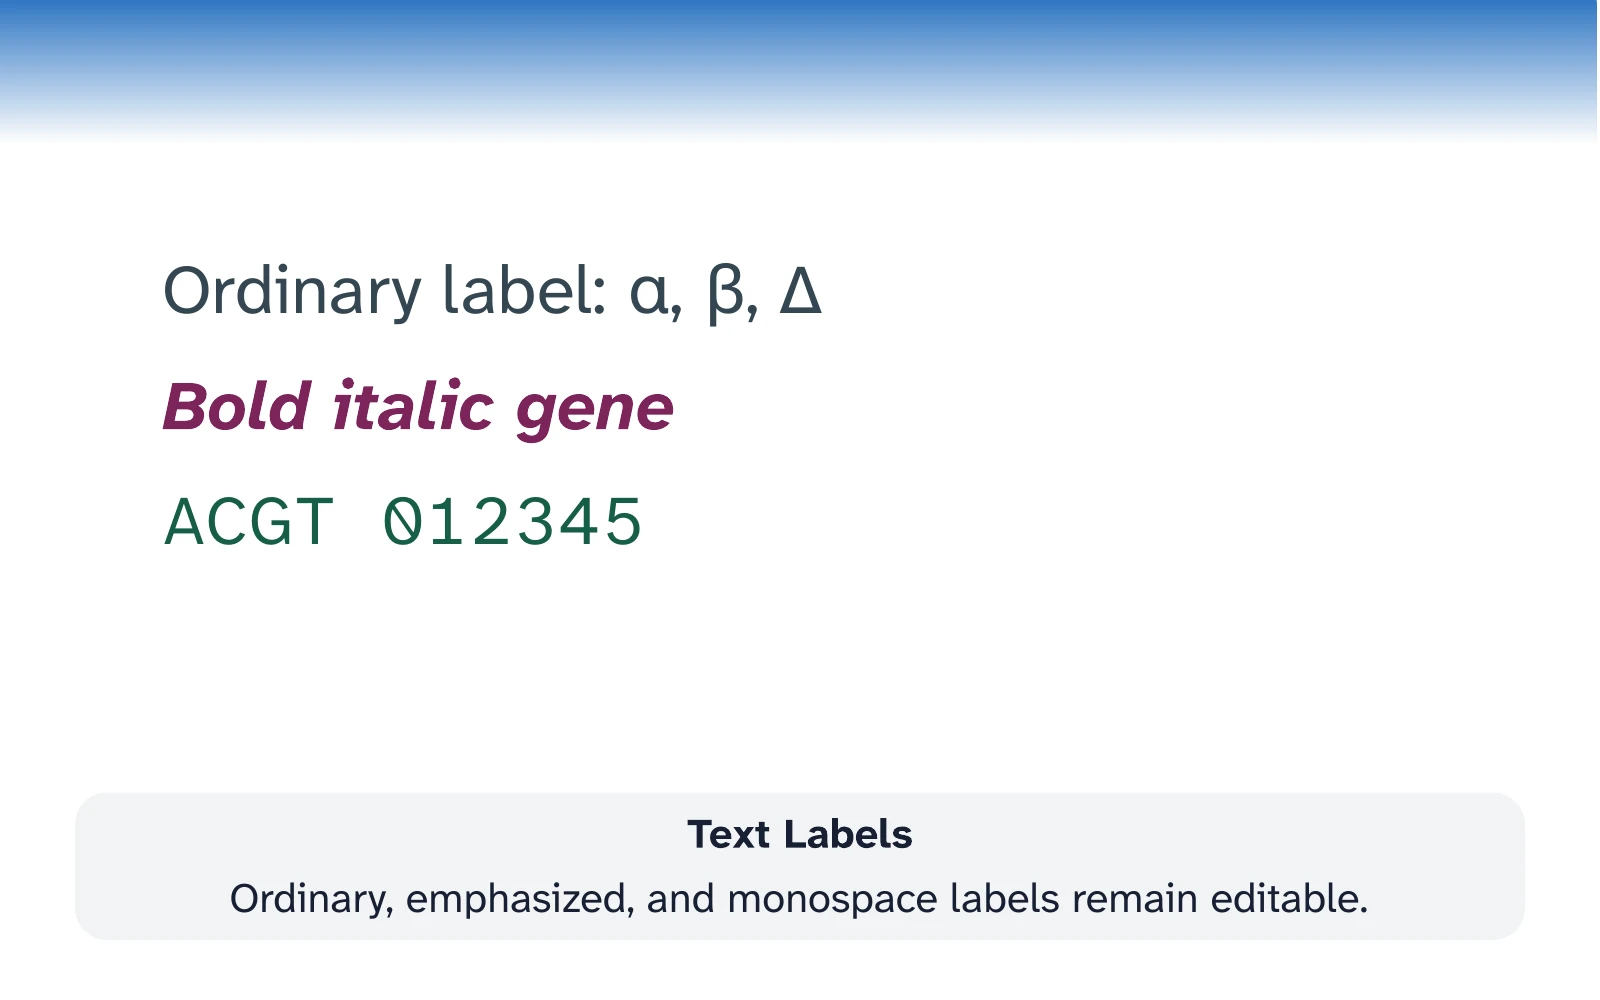 Ordinary label: α, β, Δ
Bold italic gene
ACGT 012345
Text Labels
Ordinary, emphasized, and monospace labels remain editable.